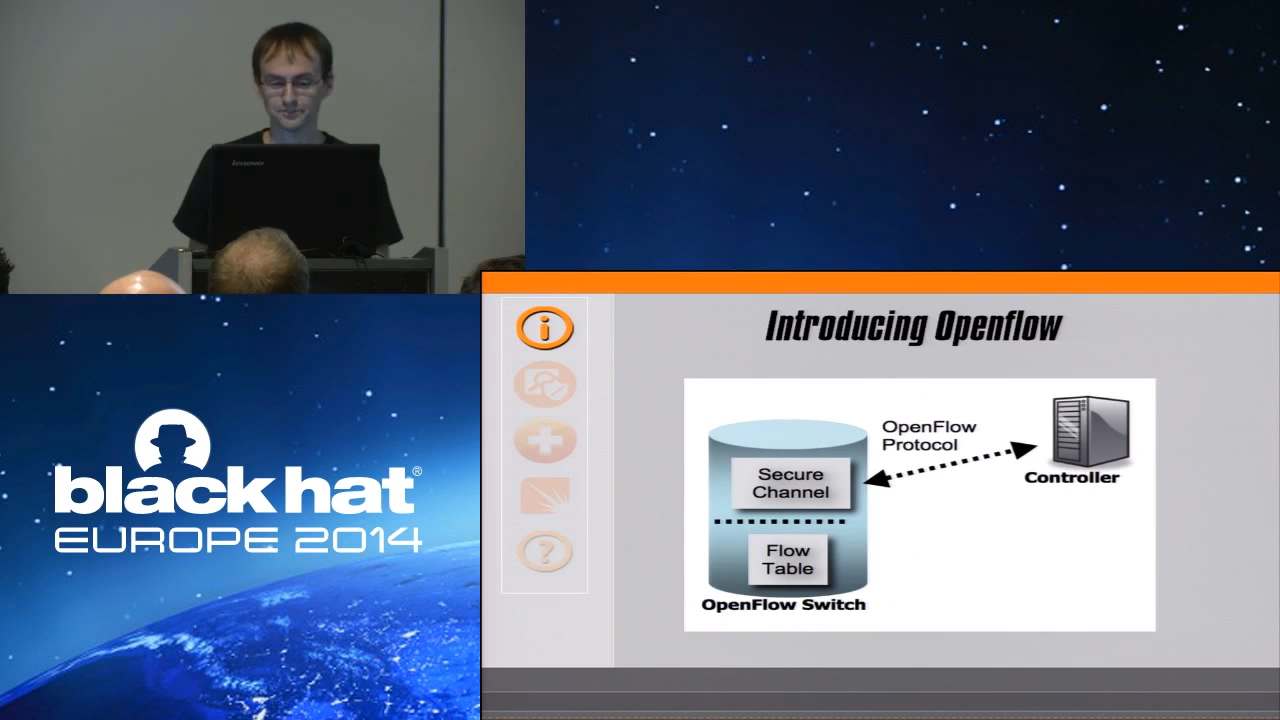 lenovo
Introducing Openflow
OpenFlow
Protocol
Secure
Channel
Controller
Flow
Table
OpenFlow Switch
black hat®
EUROPE 2014